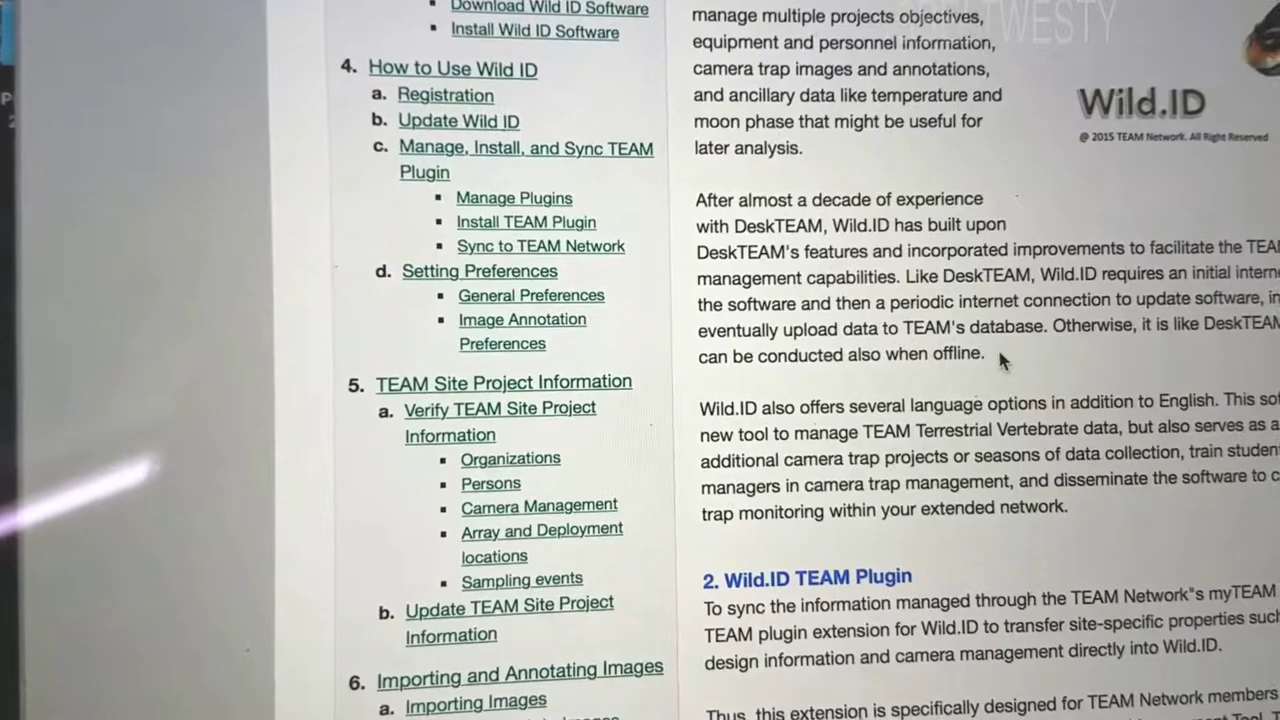 Download Wild ID Software
Install Wild ID Software
4. How to Use Wild ID
a. Registration
b. Update Wild ID
c. Manage, Install, and Sync TEAM
Plugin
Manage Plugins
Install TEAM Plugin
Sync to TEAM Network
d. Setting Preferences
General Preferences
Image Annotation
Preferences
5. TEAM Site Project Information
a. Verify TEAM Site Project
Information
Organizations
Persons
Camera Management
Array and Deployment
locations
Sampling events
b. Update TEAM Site Project
Information
6. Importing and Annotating Images
a. Importing Images
manage multiple projects objectives,
equipment and personnel information,
camera trap images and annotations,
and ancillary data like temperature and
moon phase that might be useful for
later analysis.
Wild.ID
@ 2015 TEAM Network. All Right Reserved
After almost a decade of experience
with DeskTEAM, Wild.ID has built upon
DeskTEAM's features and incorporated improvements to facilitate the TEA
management capabilities. Like DeskTEAM, Wild.ID requires an initial intern
the software and then a periodic internet connection to update software, in
eventually upload data to TEAM's database. Otherwise, it is like DeskTEAM
can be conducted also when offline.
Wild.ID also offers several language options in addition to English. This sof
new tool to manage TEAM Terrestrial Vertebrate data, but also serves as a
additional camera trap projects or seasons of data collection, train studen
managers in camera trap management, and disseminate the software to c
trap monitoring within your extended network.
2. Wild.ID TEAM Plugin
To sync the information managed through the TEAM Network"s myTEAM
TEAM plugin extension for Wild.ID to transfer site-specific properties such
design information and camera management directly into Wild.ID.
Thus, this extension is specifically designed for TEAM Network members